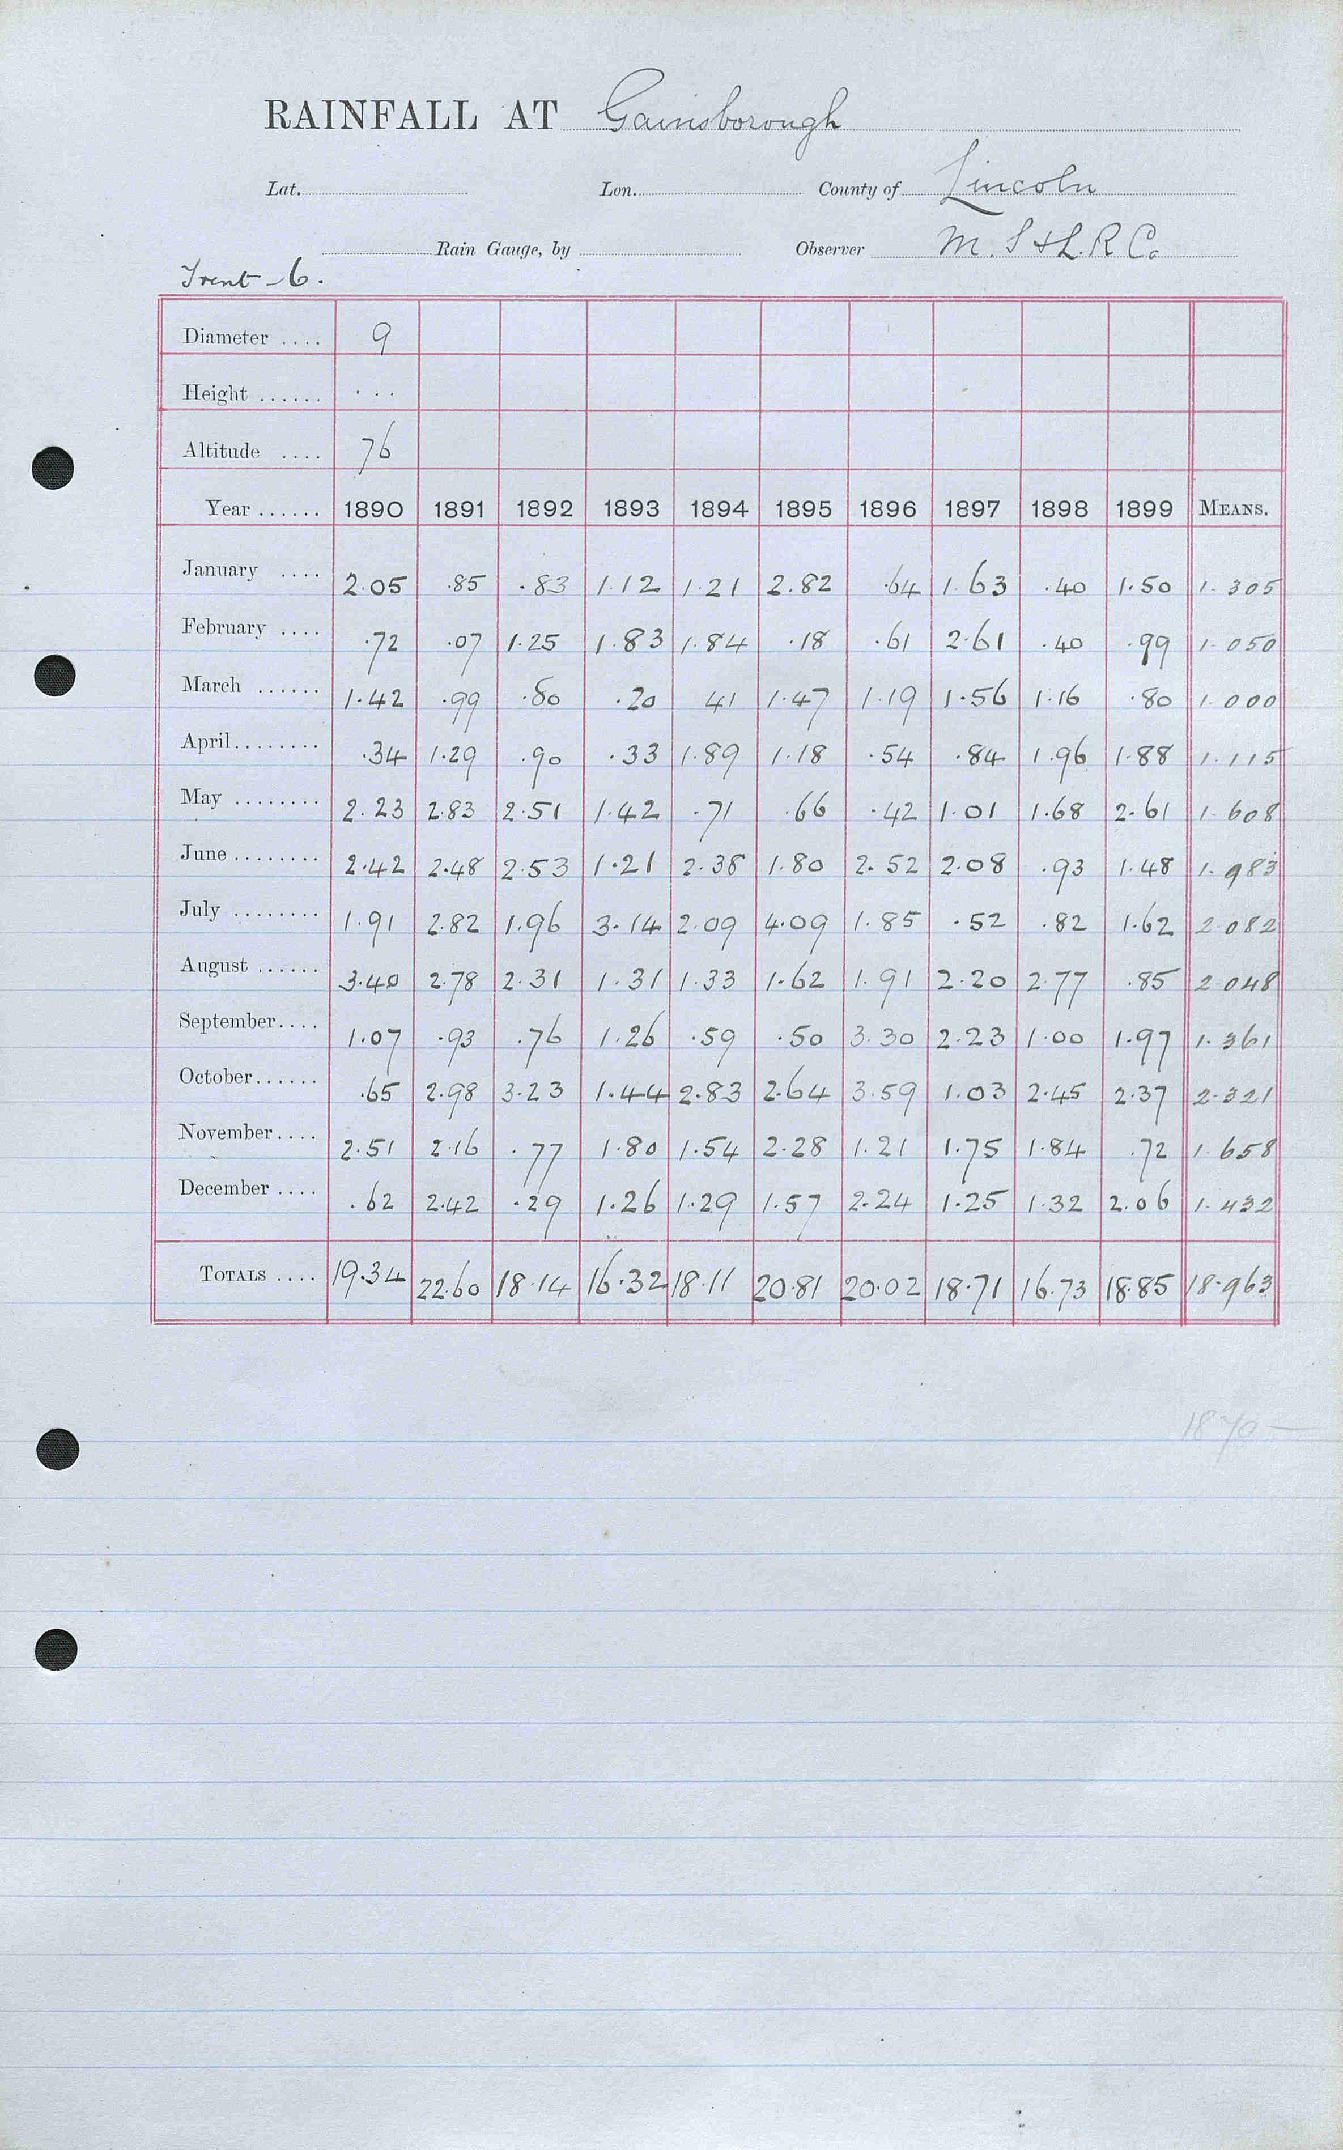 RAINFALL AT Gainsborough
Lat. Lon. County of Lincoln
Rain Gauge, by Observer M. S & L. R Co.
Trent - 6.
Diameter .... 9
Height ...... . . .
Altitude .... 76
Year ...... 1890 1891 1892 1893 1894 1895 1896 1897 1898 1899 MEANS.
January .... 2.05 .85 .83 1.12 1.21 2.82 .64 1.63 .40 1.50 1.305
February .... .72 .07 1.25 1.83 1.84 .18 .61 2.61 .40 .99 1.050
March ...... 1.42 .99 .80 .20 41 1.47 1.19 1.56 1.16 .80 1.000
April........ .34 1.29 .90 .33 1.89 1.18 .54 .84 1.96 1.88 1.115
May ........ 2.23 2.83 2.51 1.42 .71 .66 .42 1.01 1.68 2.61 1.608
June ........ 2.42 2.48 2.53 1.21 2.38 1.80 2.52 2.08 .93 1.48 1.983
July ........ 1.91 2.82 1.96 3.14 2.09 4.09 1.85 .52 .82 1.62 2.082
August ...... 3.40 2.78 2.31 1.31 1.33 1.62 1.91 2.20 2.77 .85 2.048
September.... 1.07 .93 .76 1.26 .59 .50 3.30 2.23 1.00 1.97 1.361
October...... .65 2.98 3.23 1.44 2.83 2.64 3.59 1.03 2.45 2.37 2.321
November.... 2.51 2.16 .77 1.80 1.54 2.28 1.21 1.75 1.84 .72 1.658
December .... .62 2.42 .29 1.26 1.29 1.57 2.24 1.25 1.32 2.06 1.432
TOTALS .... 19.34 22.60 18.14 16.32 18.11 20.81 20.02 18.71 16.73 18.85 18.963
1870 –